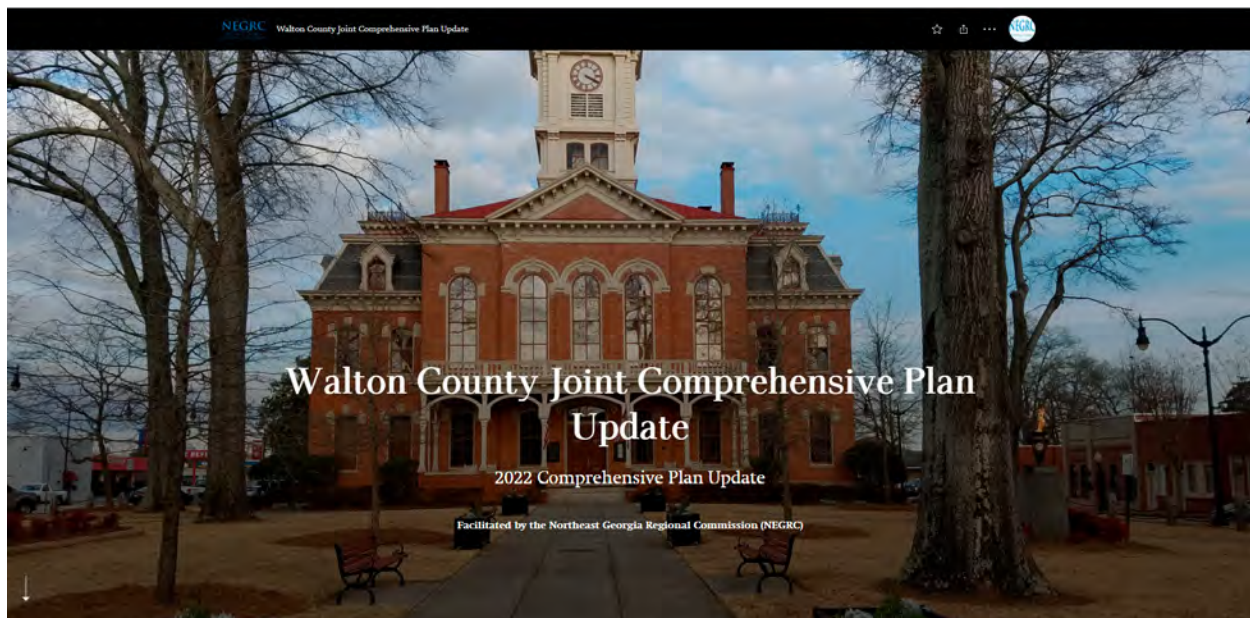 NEGRC
Walton County Joint Comprehensive Plan Update
NEGRC
Walton County Joint Comprehensive Plan
Update
2022 Comprehensive Plan Update
Facilitated by the Northeast Georgia Regional Commission (NEGRC)